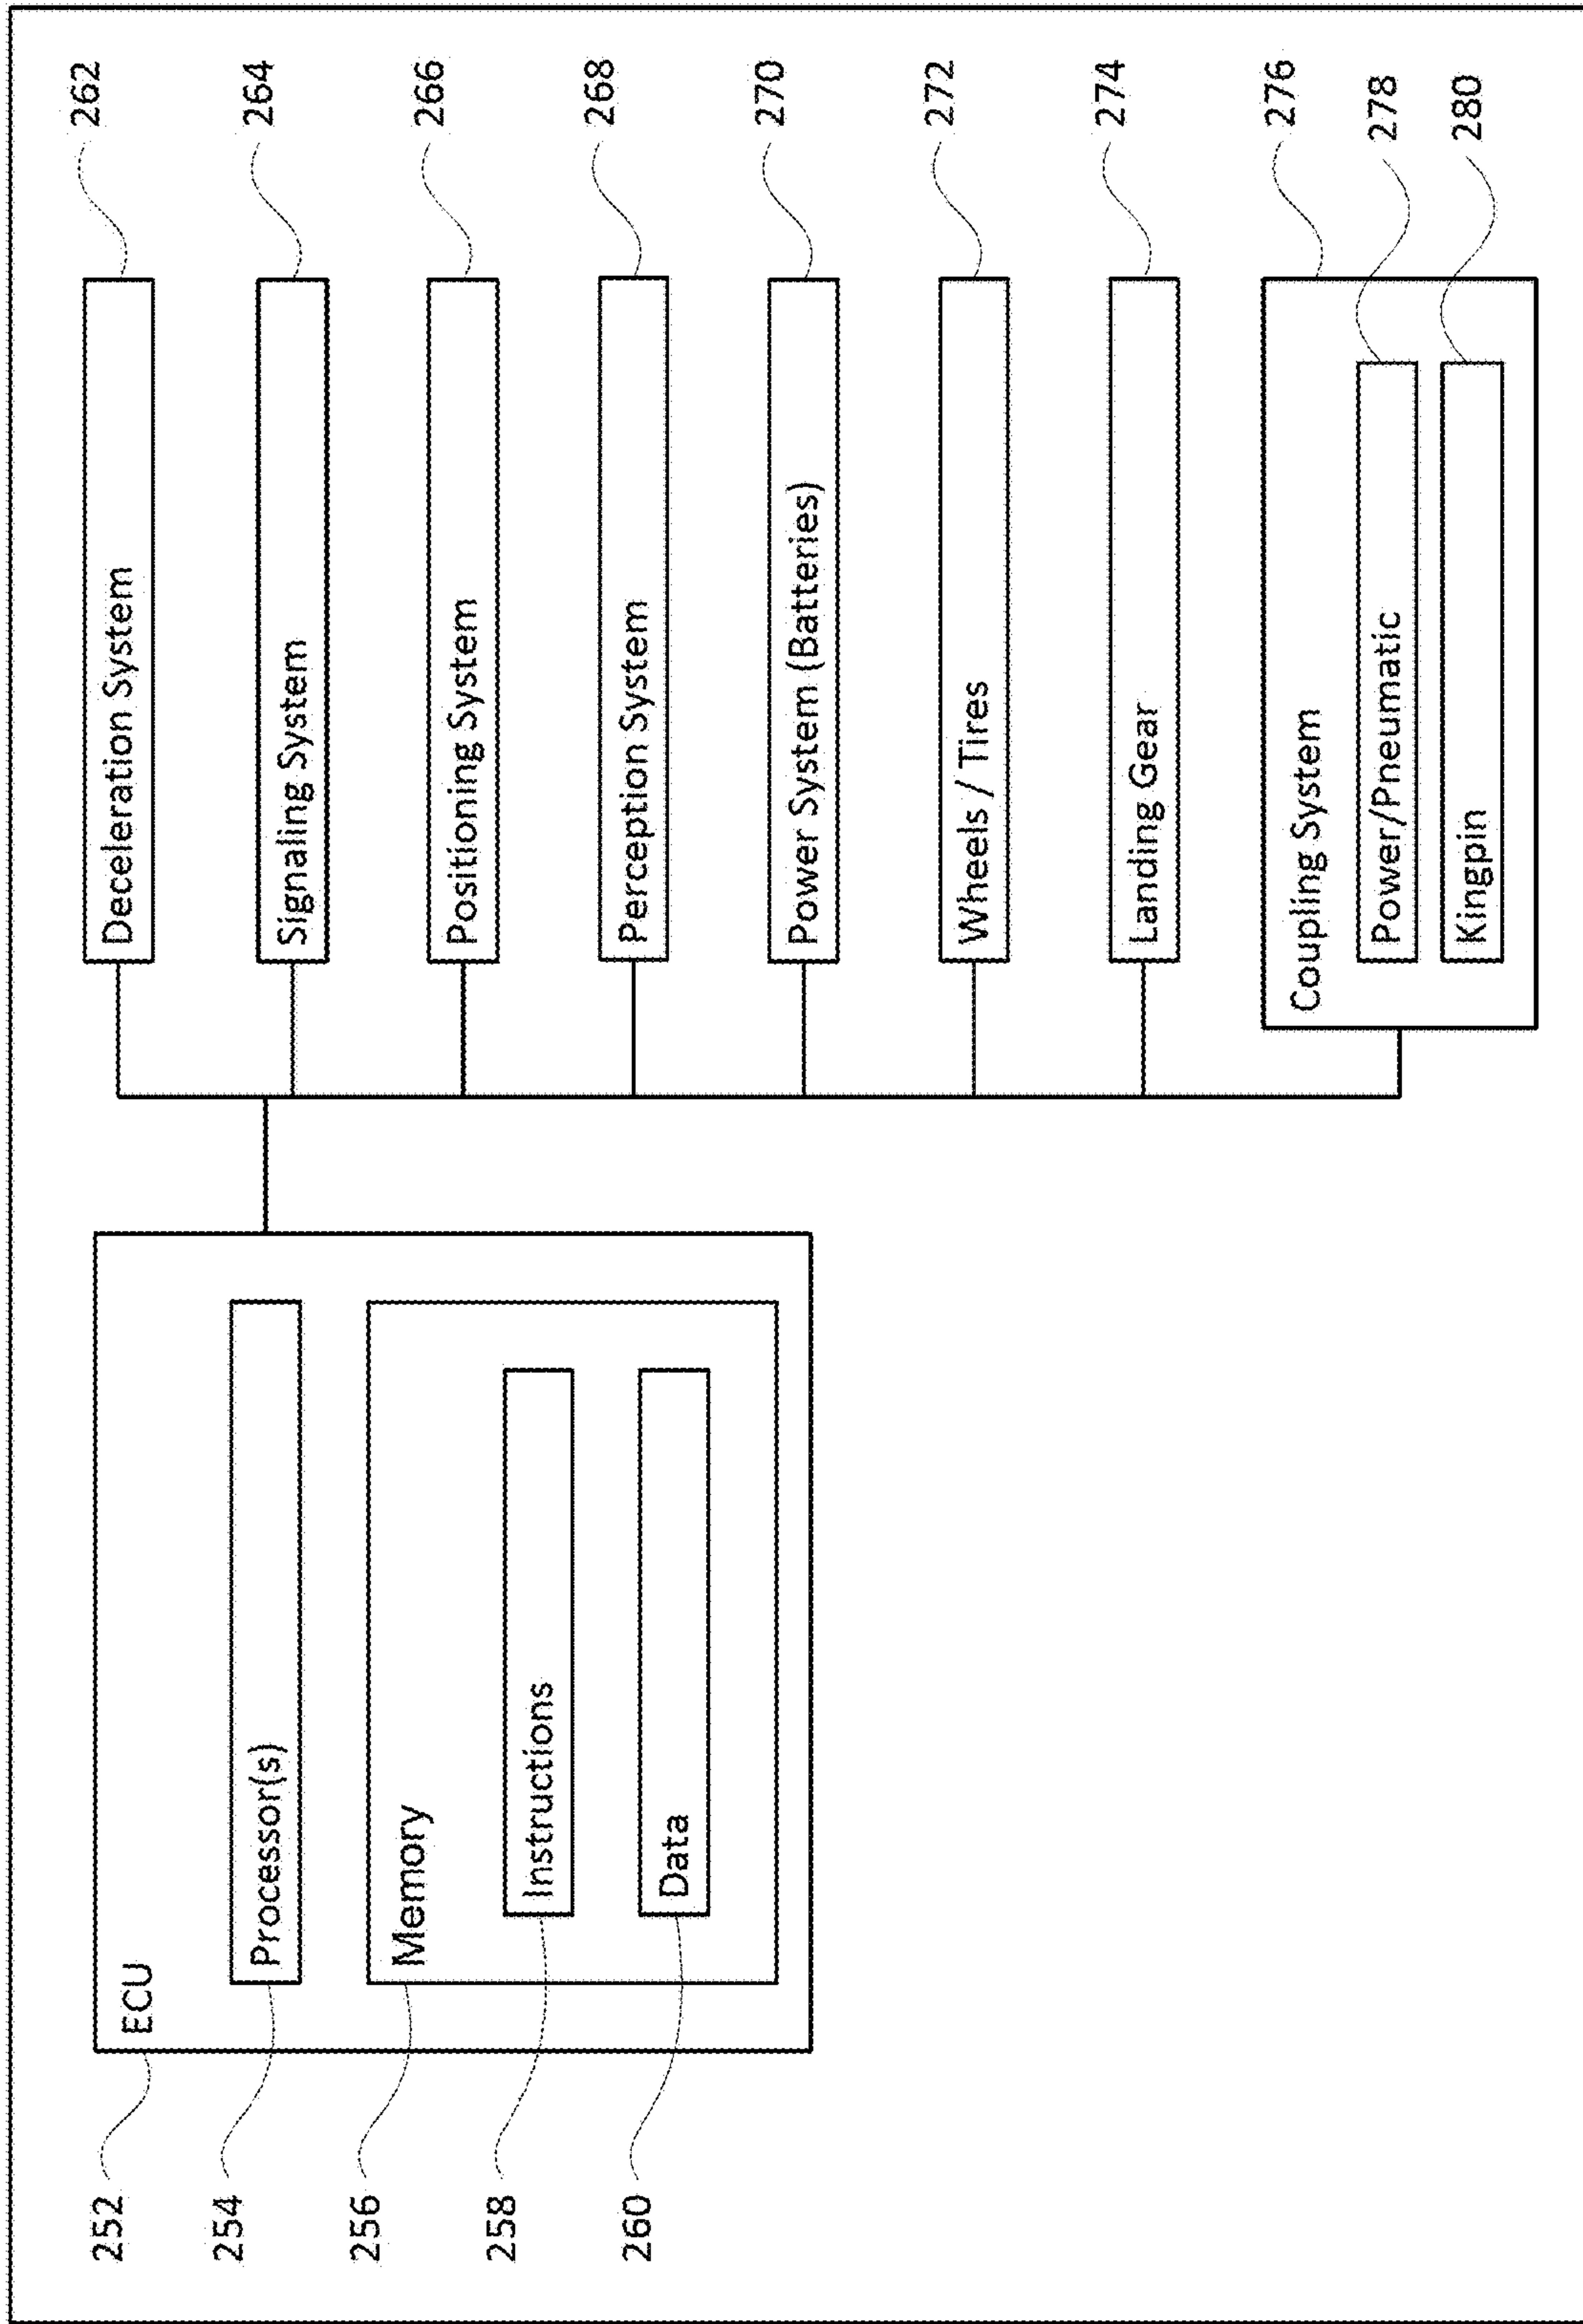 252
ECU
254
Processor(s)
256
Memory
258
Instructions
260
Data
Deceleration System
262
Signaling System
264
Positioning System
266
Perception System
268
Power System (Batteries)
270
Wheels / Tires
272
Landing Gear
274
Coupling System
276
Power/Pneumatic
278
Kingpin
280